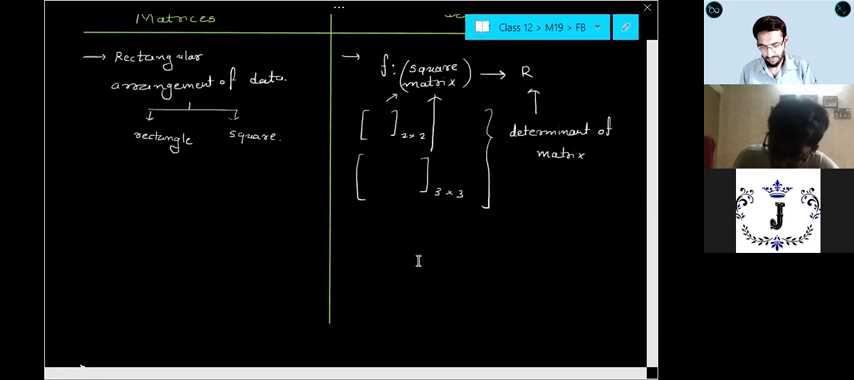 Matrices
Class 12 > M19 > FB
→ Rectangular
arrangement of data.
rectangle square.
→ f: (square matrix) → R
[ ]2×2
[ ]3×3
determinant of
matrix
J